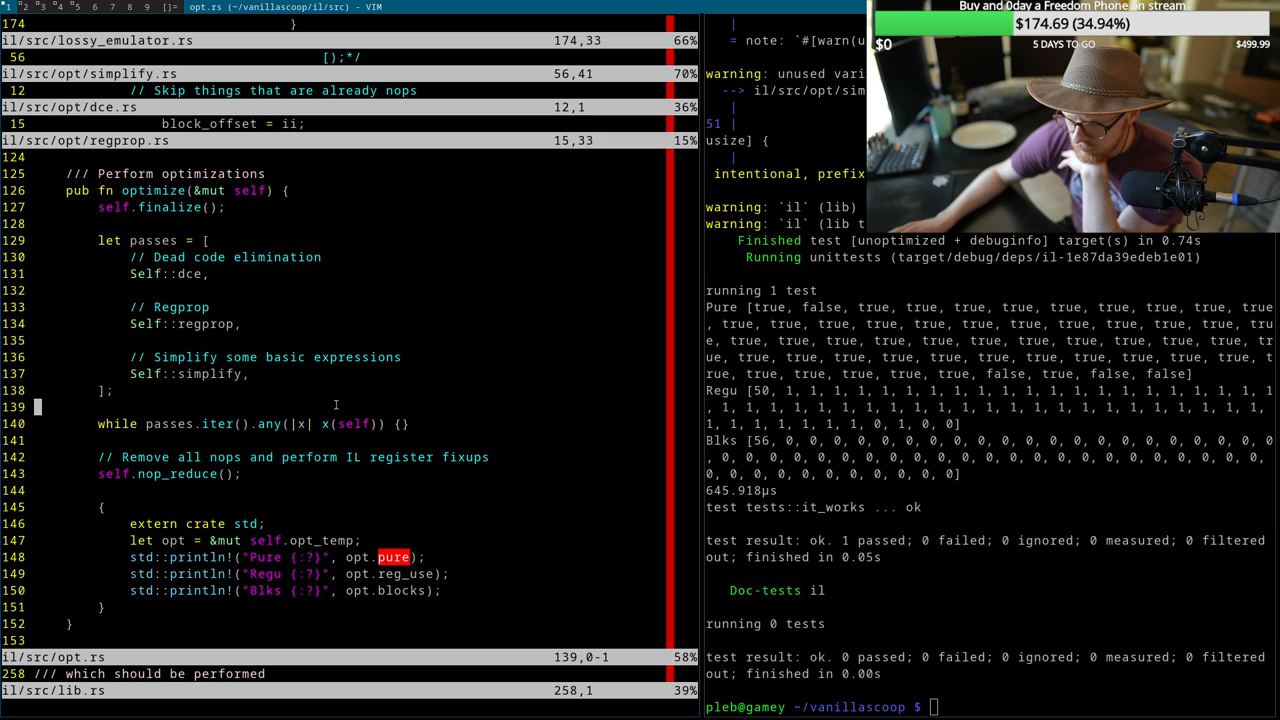 1 2 3 4 5 6 7 8 9 []= opt.rs (~/vanillascoop/il/src) - VIM
174 }
il/src/lossy_emulator.rs 174,33 66%
56 [);*/
il/src/opt/simplify.rs 56,41 70%
12 // Skip things that are already nops
il/src/opt/dce.rs 12,1 36%
15 block_offset = ii;
il/src/opt/regprop.rs 15,33 15%
124
125 /// Perform optimizations
126 pub fn optimize(&mut self) {
127 self.finalize();
128
129 let passes = [
130 // Dead code elimination
131 Self::dce,
132
133 // Regprop
134 Self::regprop,
135
136 // Simplify some basic expressions
137 Self::simplify,
138 ];
139
140 while passes.iter().any(|x| x(self)) {}
141
142 // Remove all nops and perform IL register fixups
143 self.nop_reduce();
144
145 {
146 extern crate std;
147 let opt = &mut self.opt_temp;
148 std::println!("Pure {:?}", opt.pure);
149 std::println!("Regu {:?}", opt.reg_use);
150 std::println!("Blks {:?}", opt.blocks);
151 }
152 }
153
il/src/opt.rs 139,0-1 58%
258 /// which should be performed
il/src/lib.rs 258,1 39%
|
= note: `#[warn(u
warning: unused vari
--> il/src/opt/sim
|
51 |
usize] {
|
intentional, prefix
warning: `il` (lib)
warning: `il` (lib t
Finished test [unoptimized + debuginfo] target(s) in 0.74s
Running unittests (target/debug/deps/il-1e87da39edeb1e01)
running 1 test
Pure [true, false, true, true, true, true, true, true, true, true
, true, true, true, true, true, true, true, true, true, true, tru
e, true, true, true, true, true, true, true, true, true, true, tr
ue, true, true, true, true, true, true, true, true, true, true, t
rue, true, true, true, true, true, false, true, false, false]
Regu [50, 1, 1, 1, 1, 1, 1, 1, 1, 1, 1, 1, 1, 1, 1, 1, 1, 1, 1, 1
, 1, 1, 1, 1, 1, 1, 1, 1, 1, 1, 1, 1, 1, 1, 1, 1, 1, 1, 1, 1, 1,
1, 1, 1, 1, 1, 1, 1, 0, 1, 0, 0]
Blks [56, 0, 0, 0, 0, 0, 0, 0, 0, 0, 0, 0, 0, 0, 0, 0, 0, 0, 0, 0
, 0, 0, 0, 0, 0, 0, 0, 0, 0, 0, 0, 0, 0, 0, 0, 0, 0, 0, 0, 0, 0,
0, 0, 0, 0, 0, 0, 0, 0, 0, 0, 0]
645.918µs
test tests::it_works ... ok
test result: ok. 1 passed; 0 failed; 0 ignored; 0 measured; 0 filtered
out; finished in 0.05s
Doc-tests il
running 0 tests
test result: ok. 0 passed; 0 failed; 0 ignored; 0 measured; 0 filtered
out; finished in 0.00s
pleb@gamey ~/vanillascoop $
Buy and 0day a Freedom Phone on stream
$174.69 (34.94%)
$0 5 DAYS TO GO $499.99